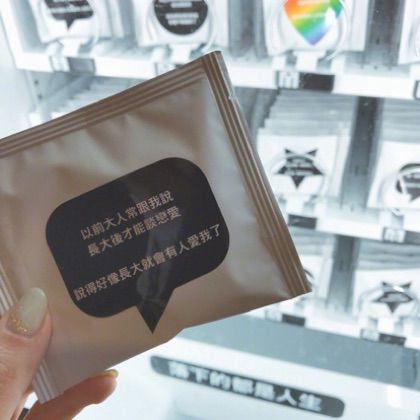 以前大人常跟我說
長大後才能談戀愛
說得好像長大就會有人愛我了
落下的都是人生